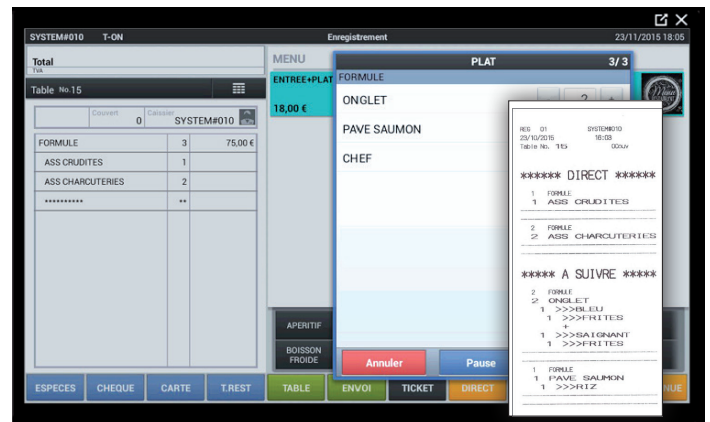 SYSTEM#010 T-ON Enregistrement 23/11/2015 18:05
Total
TVA
Table No.15
Couvert 0 Caissier SYSTEM#010
FORMULE 3 75,00 €
ASS CRUDITES 1
ASS CHARCUTERIES 2
********** **
MENU
ENTREE+PLAT
18,00 €
PLAT 3/ 3
FORMULE
ONGLET
PAVE SAUMON
CHEF
Annuler Pause
APERITIF
BOISSON
FROIDE
ESPECES CHEQUE CARTE T.REST TABLE ENVOI TICKET DIRECT
REG 01 SYSTEM#010
23/10/2015 16:03
Table No. 115 00uv
****** DIRECT ******
1 FORMULE
1 ASS CRUDITES
2 FORMULE
2 ASS CHARCUTERIES
***** A SUIVRE *****
2 FORMULE
2 ONGLET
1 >>>BLEU
1 >>>FRITES
+
1 >>>SAIGNANT
1 >>>FRITES
1 FORMULE
1 PAVE SAUMON
1 >>>RIZ